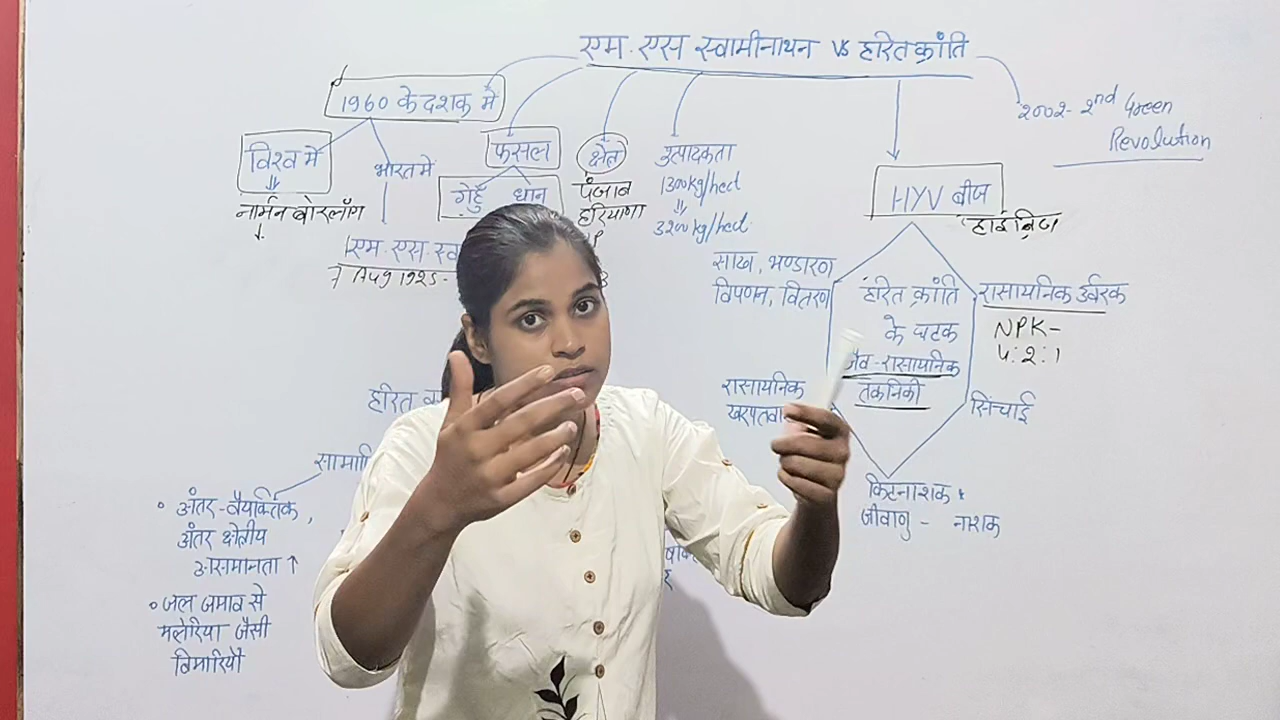 एम. एस स्वामीनाथन vs हरित क्रांति
1960 के दशक में
विश्व में
नार्मन बोरलॉग
भारत में
एम. एस. स्व
7 Aug 1925-
फसल
गेहूँ धान
क्षेत्र
पंजाब
हरियाणा
उत्पादकता
1300kg/hect
3200kg/hect
HYV बीज
हाइब्रिज
2002- 2nd Green
Revolution
साख, भण्डारण
विपणन, वितरण
हरित क्रांति
के घटक
जैव-रासायनिक
तकनिकी
रासायनिक उर्वरक
NPK-
4:2:1
सिंचाई
किटनाशक
जीवाणु - नाशक
रासायनिक
हरित
अंतर-वैयक्तिक,
अंतर क्षेत्रीय
असमानता ↑
जल जमाव से
मलेरिया जैसी
बिमारियाँ